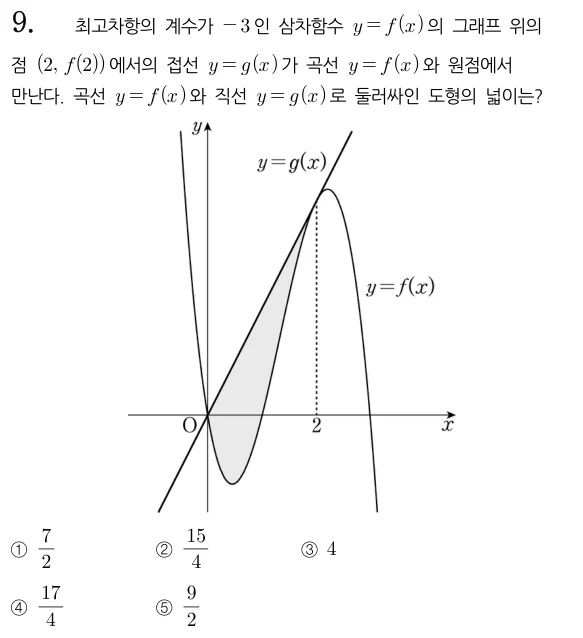 9. 최고차항의 계수가 −3인 삼차함수 y=f(x)의 그래프 위의
점 (2, f(2))에서의 접선 y=g(x)가 곡선 y=f(x)와 원점에서
만난다. 곡선 y=f(x)와 직선 y=g(x)로 둘러싸인 도형의 넓이는?
y
y=g(x)
y=f(x)
O 2 x
① 7/2 ② 15/4 ③ 4
④ 17/4 ⑤ 9/2